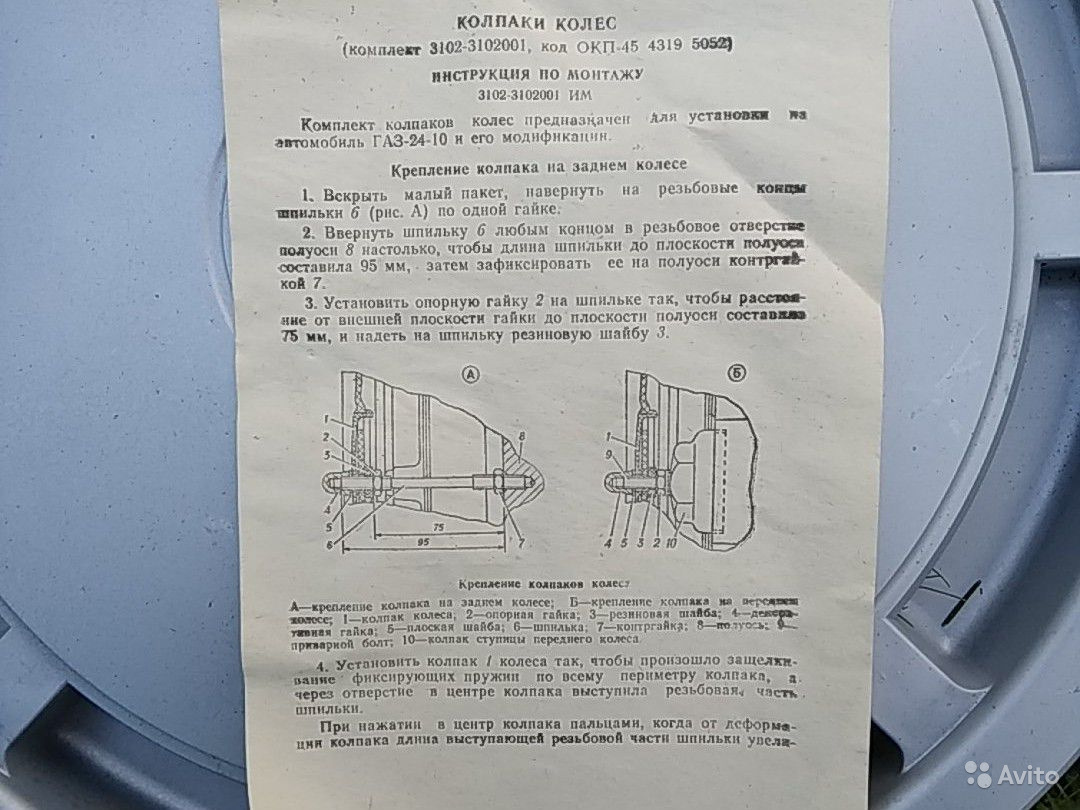 КОЛПАКИ КОЛЕС
(комплект 3102-3102001, код ОКП-45 4319 5052)
ИНСТРУКЦИЯ ПО МОНТАЖУ
3102-3102001 ИМ
Комплект колпаков колес предназначен для установки на
автомобиль ГАЗ-24-10 и его модификации.
Крепление колпака на заднем колесе
1. Вскрыть малый пакет, навернуть на резьбовые концы
шпильки 6 (рис. А) по одной гайке.
2. Ввернуть шпильку 6 любым концом в резьбовое отверстие
полуоси 8 настолько, чтобы длина шпильки до плоскости полуоси
составила 95 мм, затем зафиксировать ее на полуоси контргай-
кой 7.
3. Установить опорную гайку 2 на шпильке так, чтобы расстоя-
ние от внешней плоскости гайки до плоскости полуоси составила
75 мм, и надеть на шпильку резиновую шайбу 3.
А
Б
1
2
3
8
4
5
6
7
75
95
1
9
4 5 3 2 10
Крепление колпаков колес:
А—крепление колпака на заднем колесе; Б—крепление колпака на переднем
колесе; 1—колпак колеса; 2—опорная гайка; 3—резиновая шайба; 4—декора-
тивная гайка; 5—плоская шайба; 6—шпилька; 7—контргайка; 8—полуось; 9—
приварной болт; 10—колпак ступицы переднего колеса.
4. Установить колпак 1 колеса так, чтобы произошло защелки-
вание фиксирующих пружин по всему периметру колпака, а
через отверстие в центре колпака выступила резьбовая часть
шпильки.
При нажатии в центр колпака пальцами, когда от деформа-
ции колпака длина выступающей резьбовой части шпильки увели-
Avito